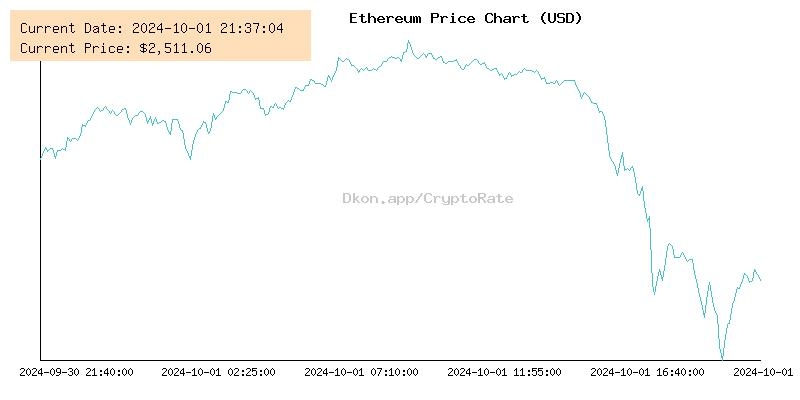 Ethereum Price Chart (USD)
Current Date: 2024-10-01 21:37:04
Current Price: $2,511.06
Dkon.app/CryptoRate
2024-09-30 21:40:00 2024-10-01 02:25:00 2024-10-01 07:10:00 2024-10-01 11:55:00 2024-10-01 16:40:00 2024-10-01